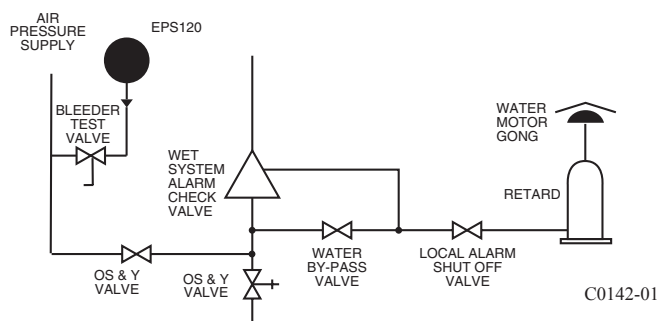 AIR
PRESSURE
SUPPLY
EPS120
BLEEDER
TEST
VALVE
WET
SYSTEM
ALARM
CHECK
VALVE
WATER
MOTOR
GONG
RETARD
OS & Y
VALVE
OS & Y
VALVE
WATER
BY-PASS
VALVE
LOCAL ALARM
SHUT OFF
VALVE
C0142-01